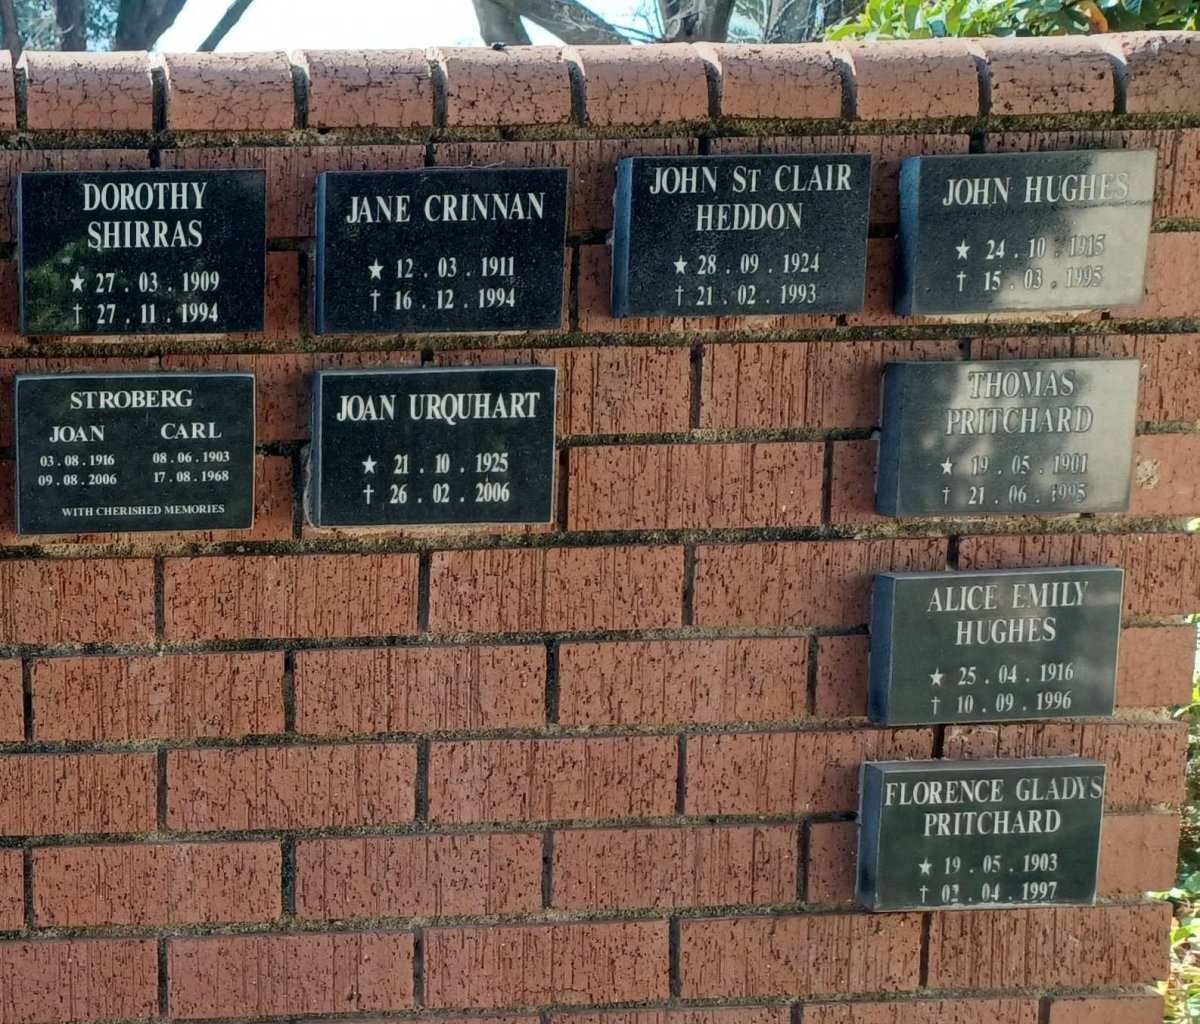 DOROTHY
SHIRRAS
★ 27 . 03 . 1909
† 27 . 11 . 1994
JANE CRINNAN
★ 12 . 03 . 1911
† 16 . 12 . 1994
JOHN St CLAIR
HEDDON
★ 28 . 09 . 1924
† 21 . 02 . 1993
JOHN HUGHES
★ 24 . 10 . 1915
† 15 . 03 . 1995
STROBERG
JOAN CARL
03 . 08 . 1916 08 . 06 . 1903
09 . 08 . 2006 17 . 08 . 1968
WITH CHERISHED MEMORIES
JOAN URQUHART
★ 21 . 10 . 1925
† 26 . 02 . 2006
THOMAS
PRITCHARD
★ 19 . 05 . 1901
† 21 . 06 . 1995
ALICE EMILY
HUGHES
★ 25 . 04 . 1916
† 10 . 09 . 1996
FLORENCE GLADYS
PRITCHARD
★ 19 . 05 . 1903
† 02 . 04 . 1997